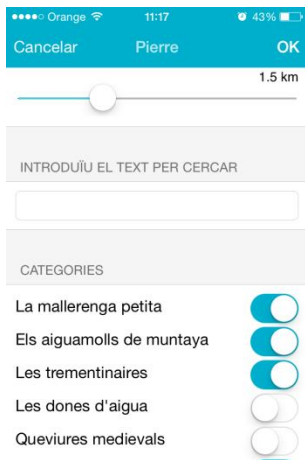 Orange 11:17 43%
Cancelar Pierre OK
1.5 km
INTRODUÏU EL TEXT PER CERCAR
CATEGORIES
La mallerenga petita
Els aiguamolls de muntaya
Les trementinaires
Les dones d'aigua
Queviures medievals